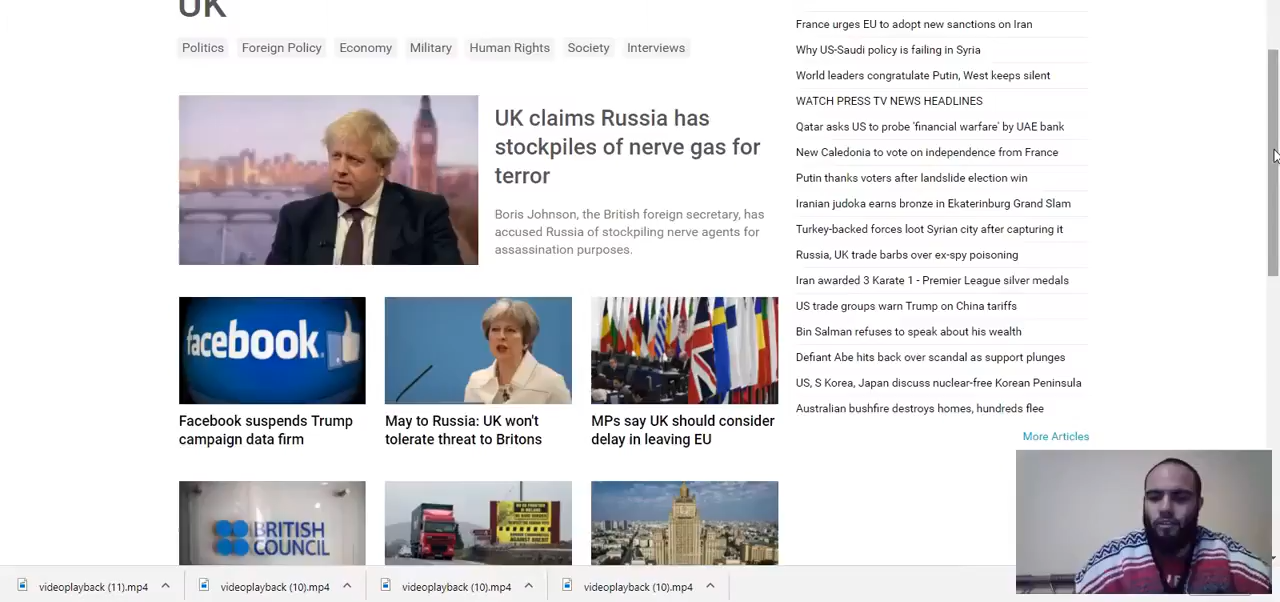 UK
Politics
Foreign Policy
Economy
Military
Human Rights
Society
Interviews
UK claims Russia has
stockpiles of nerve gas for
terror
Boris Johnson, the British foreign secretary, has
accused Russia of stockpiling nerve agents for
assassination purposes.
facebook.
Facebook suspends Trump
campaign data firm
May to Russia: UK won't
tolerate threat to Britons
MPs say UK should consider
delay in leaving EU
BRITISH
COUNCIL
France urges EU to adopt new sanctions on Iran
Why US-Saudi policy is failing in Syria
World leaders congratulate Putin, West keeps silent
WATCH PRESS TV NEWS HEADLINES
Qatar asks US to probe 'financial warfare' by UAE bank
New Caledonia to vote on independence from France
Putin thanks voters after landslide election win
Iranian judoka earns bronze in Ekaterinburg Grand Slam
Turkey-backed forces loot Syrian city after capturing it
Russia, UK trade barbs over ex-spy poisoning
Iran awarded 3 Karate 1 - Premier League silver medals
US trade groups warn Trump on China tariffs
Bin Salman refuses to speak about his wealth
Defiant Abe hits back over scandal as support plunges
US, S Korea, Japan discuss nuclear-free Korean Peninsula
Australian bushfire destroys homes, hundreds flee
More Articles
videoplayback (11).mp4
videoplayback (10).mp4
videoplayback (10).mp4
videoplayback (10).mp4